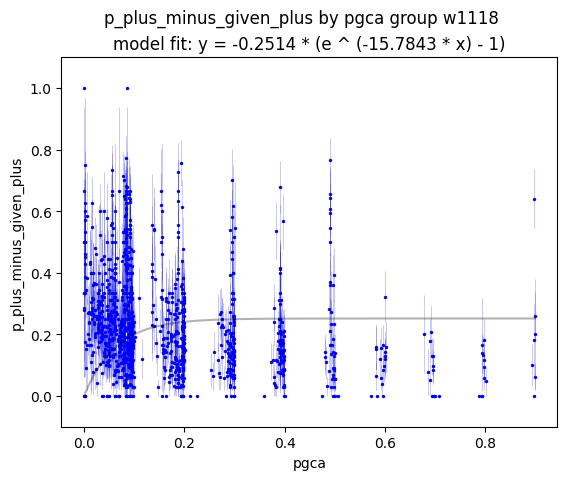 p_plus_minus_given_plus by pgca group w1118
model fit: y = -0.2514 * (e ^ (-15.7843 * x) - 1)
p_plus_minus_given_plus
1.0
0.8
0.6
0.4
0.2
0.0
0.0 0.2 0.4 0.6 0.8
pgca